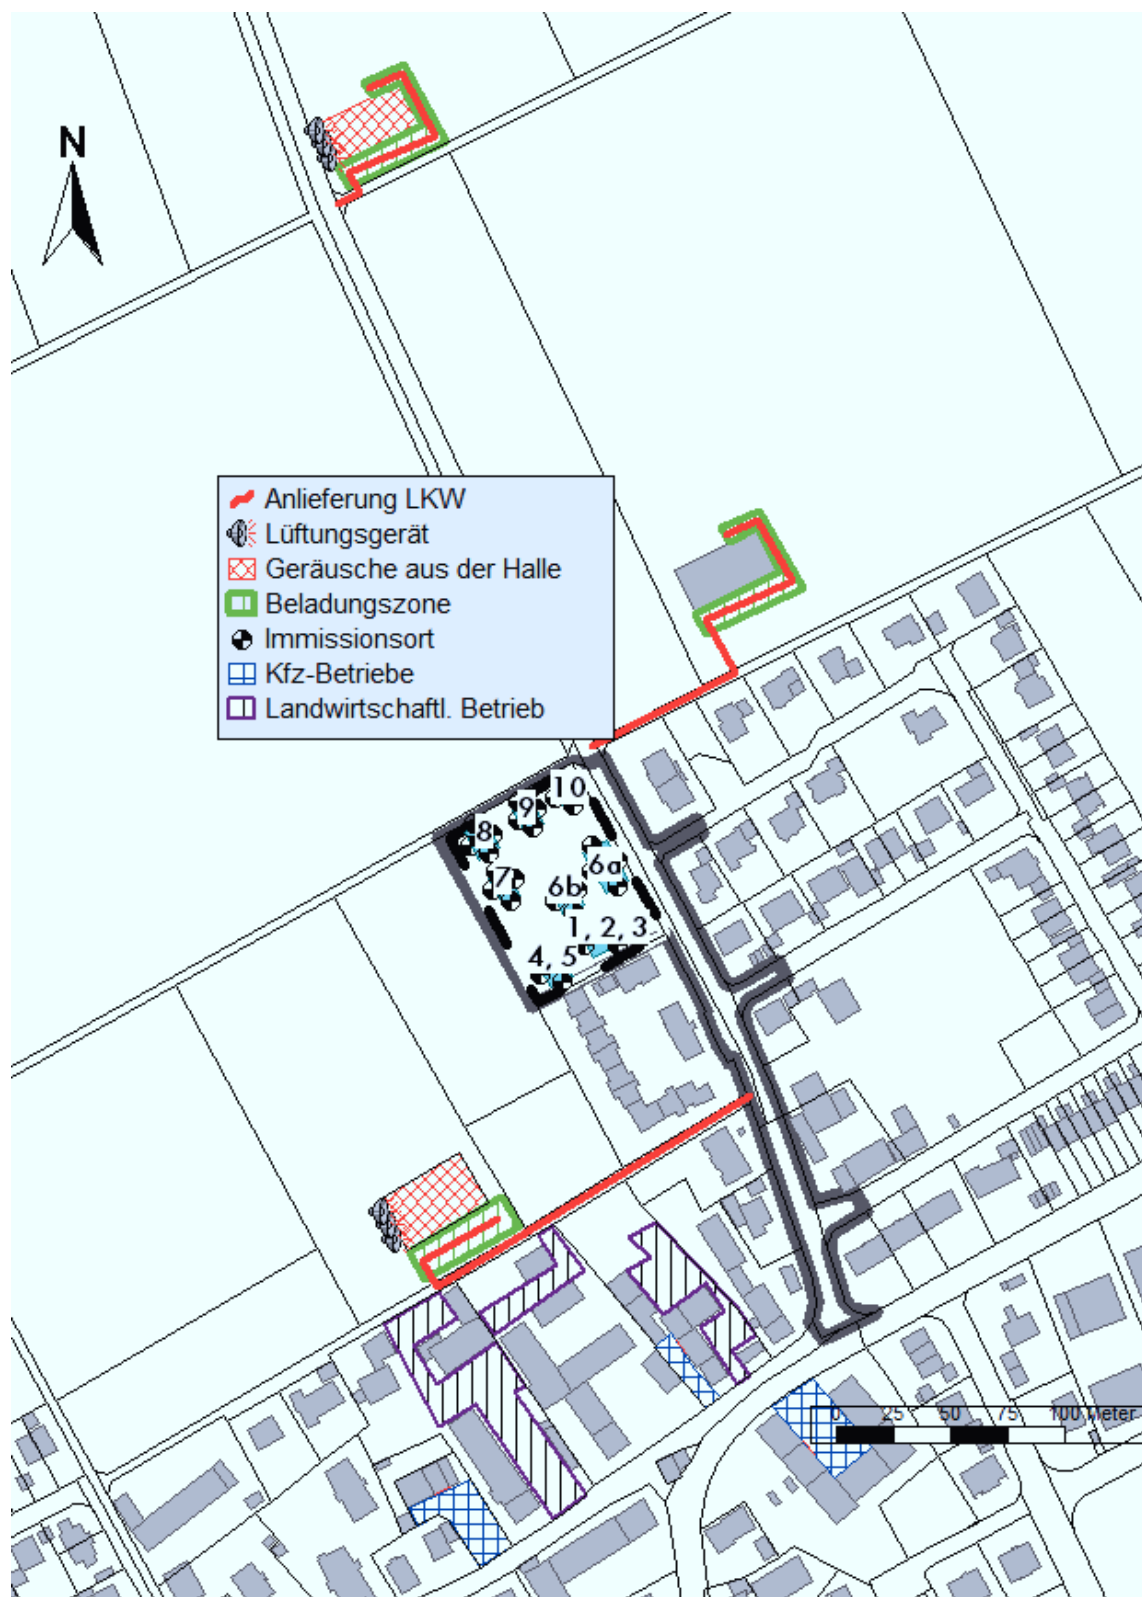 N
Anlieferung LKW
Lüftungsgerät
Geräusche aus der Halle
Beladungszone
Immissionsort
Kfz-Betriebe
Landwirtschaftl. Betrieb
10
9
8
6a
7
6b
1, 2, 3
4, 5
0 25 50 75 100 Meter